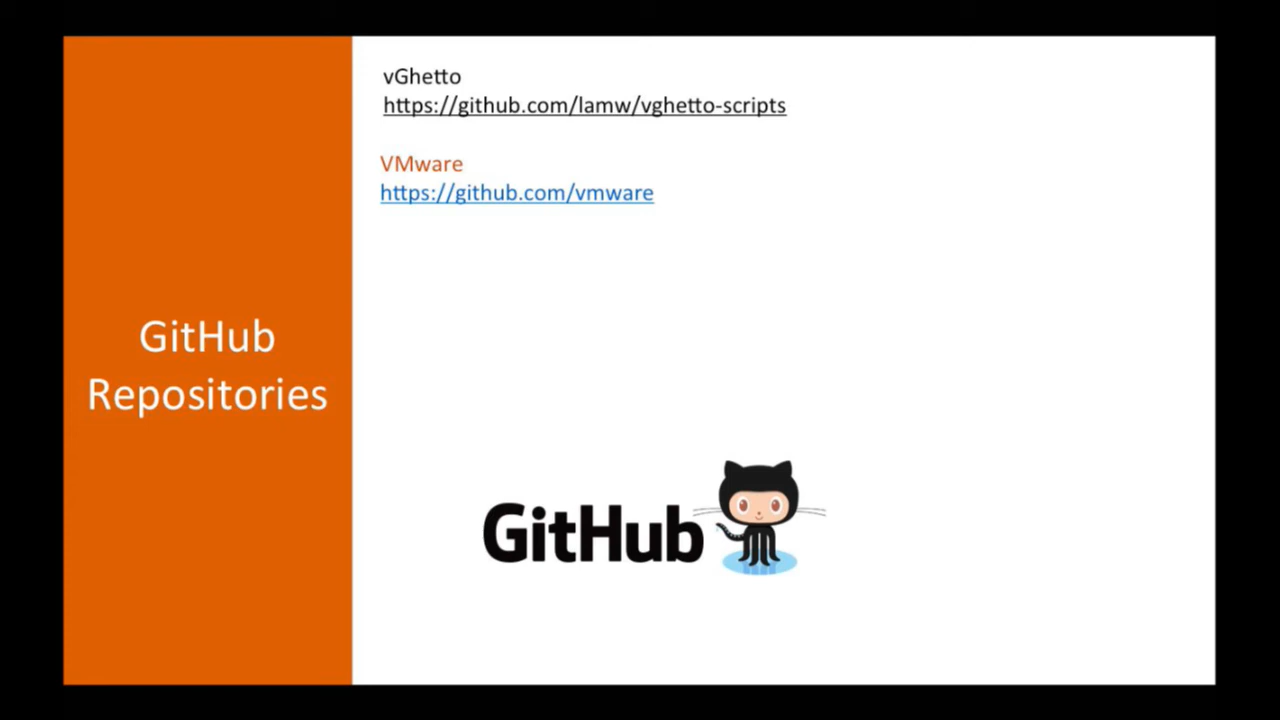 vGhetto
https://github.com/lamw/vghetto-scripts
VMware
https://github.com/vmware
GitHub
Repositories
GitHub